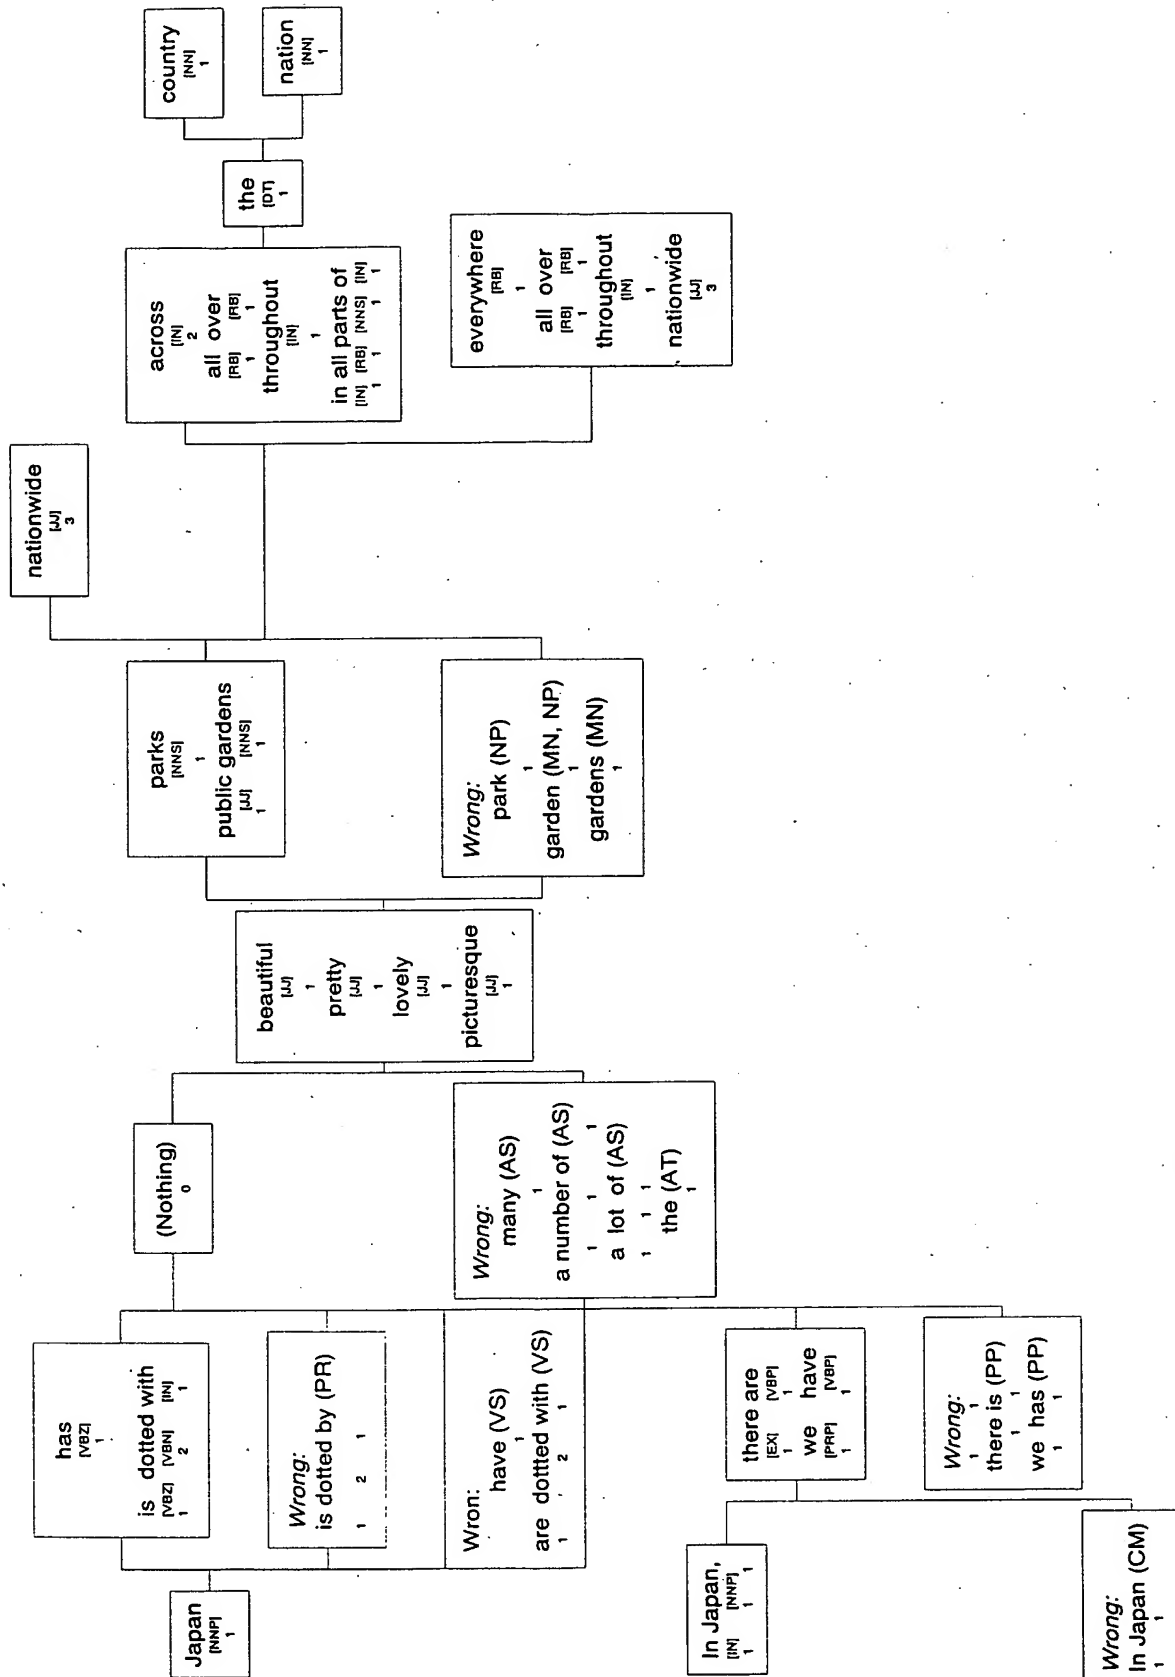 Japan
[NNP]
1
In Japan,
[IN] [NNP]
1 1 1
Wrong:
In Japan (CM)
1 1
has
[VBZ]
1
is dotted with
[VBZ] [VBN] [IN]
1 2 1
Wrong:
is dotted by (PR)
1 2 1
Wron:
have (VS)
1
are dottted with (VS)
1 2 1
there are
[EX] [VBP]
1 1
we have
[PRP] [VBP]
1 1
Wrong:
1 1
there is (PP)
1 1
we has (PP)
1 1
(Nothing)
0
Wrong:
many (AS)
1
a number of (AS)
1 1 1
a lot of (AS)
1 1 1
the (AT)
1
beautiful
[JJ]
1
pretty
[JJ]
1
lovely
[JJ]
1
picturesque
[JJ]
1
parks
[NNS]
1
public gardens
[JJ] [NNS]
1 1
Wrong:
park (NP)
1
garden (MN, NP)
1
gardens (MN)
1
nationwide
[JJ]
3
across
[IN]
2
all over
[RB] [RB]
1 1
throughout
[IN]
1
in all parts of
[IN] [RB] [NNS] [IN]
1 1 1 1
everywhere
[RB]
1
all over
[RB] [RB]
1 1
throughout
[IN]
1
nationwide
[JJ]
3
the
[DT]
1
country
[NN]
1
nation
[NN]
1